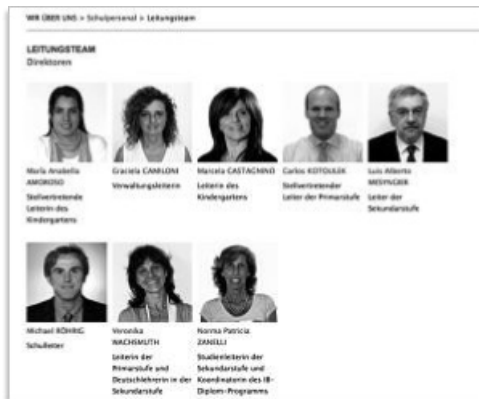 WIR ÜBER UNS > Schulpersonal > Leitungsteam
LEITUNGSTEAM
Direktoren
María Anabella
AMOROSO
Stellvertretende
Leiterin des
Kindergartens
Graciela CAMILONI
Verwaltungsleiterin
Marcela CASTAGNINO
Leiterin des
Kindergartens
Carlos KOTOULEK
Stellvertretender
Leiter der Primarstufe
Luis Alberto
MESYNGIER
Leiter der
Sekundarstufe
Michael RÖHRIG
Schulleiter
Veronika
WACHSMUTH
Leiterin der
Primarstufe und
Deutschlehrerin in der
Sekundarstufe
Norma Patricia
ZANELLI
Studienleiterin der
Sekundarstufe und
Koordinatorin des IB-
Diplom-Programms